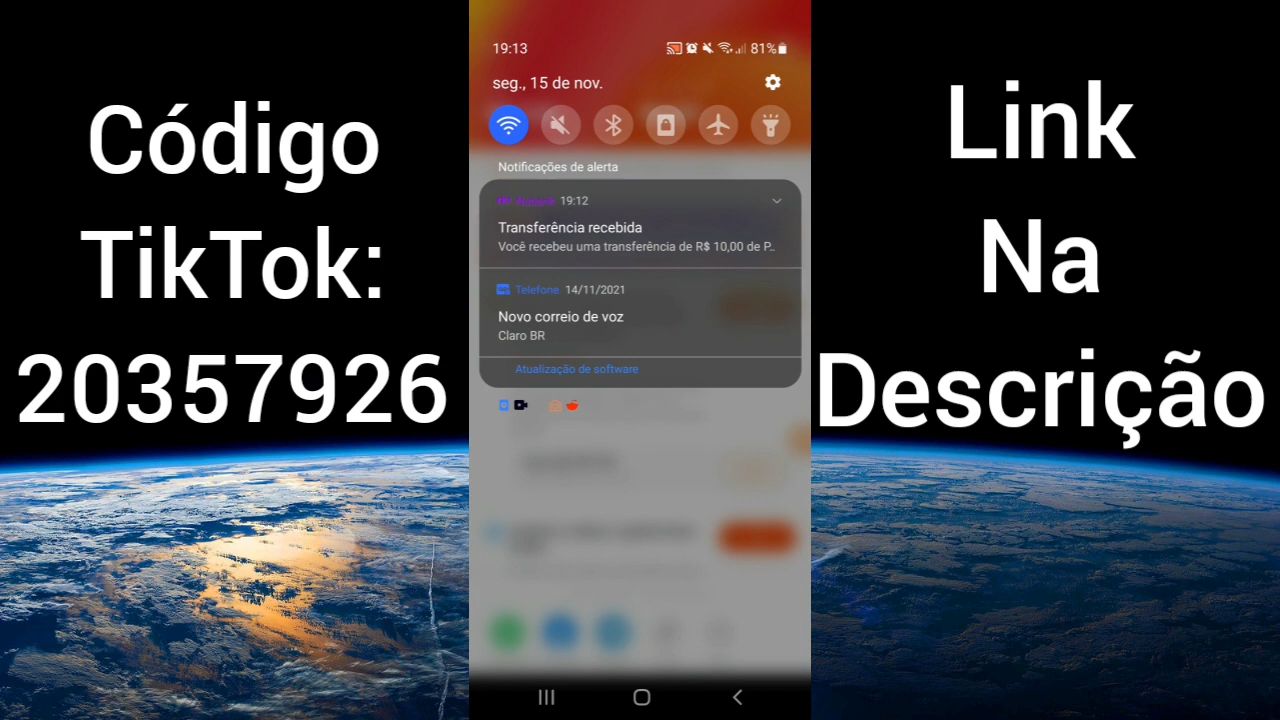 Código
TikTok:
20357926
19:13
81%
seg., 15 de nov.
Notificações de alerta
19:12
Transferência recebida
Você recebeu uma transferência de R$ 10,00 de P..
Telefone 14/11/2021
Novo correio de voz
Claro BR
Atualização de software
Link
Na
Descrição